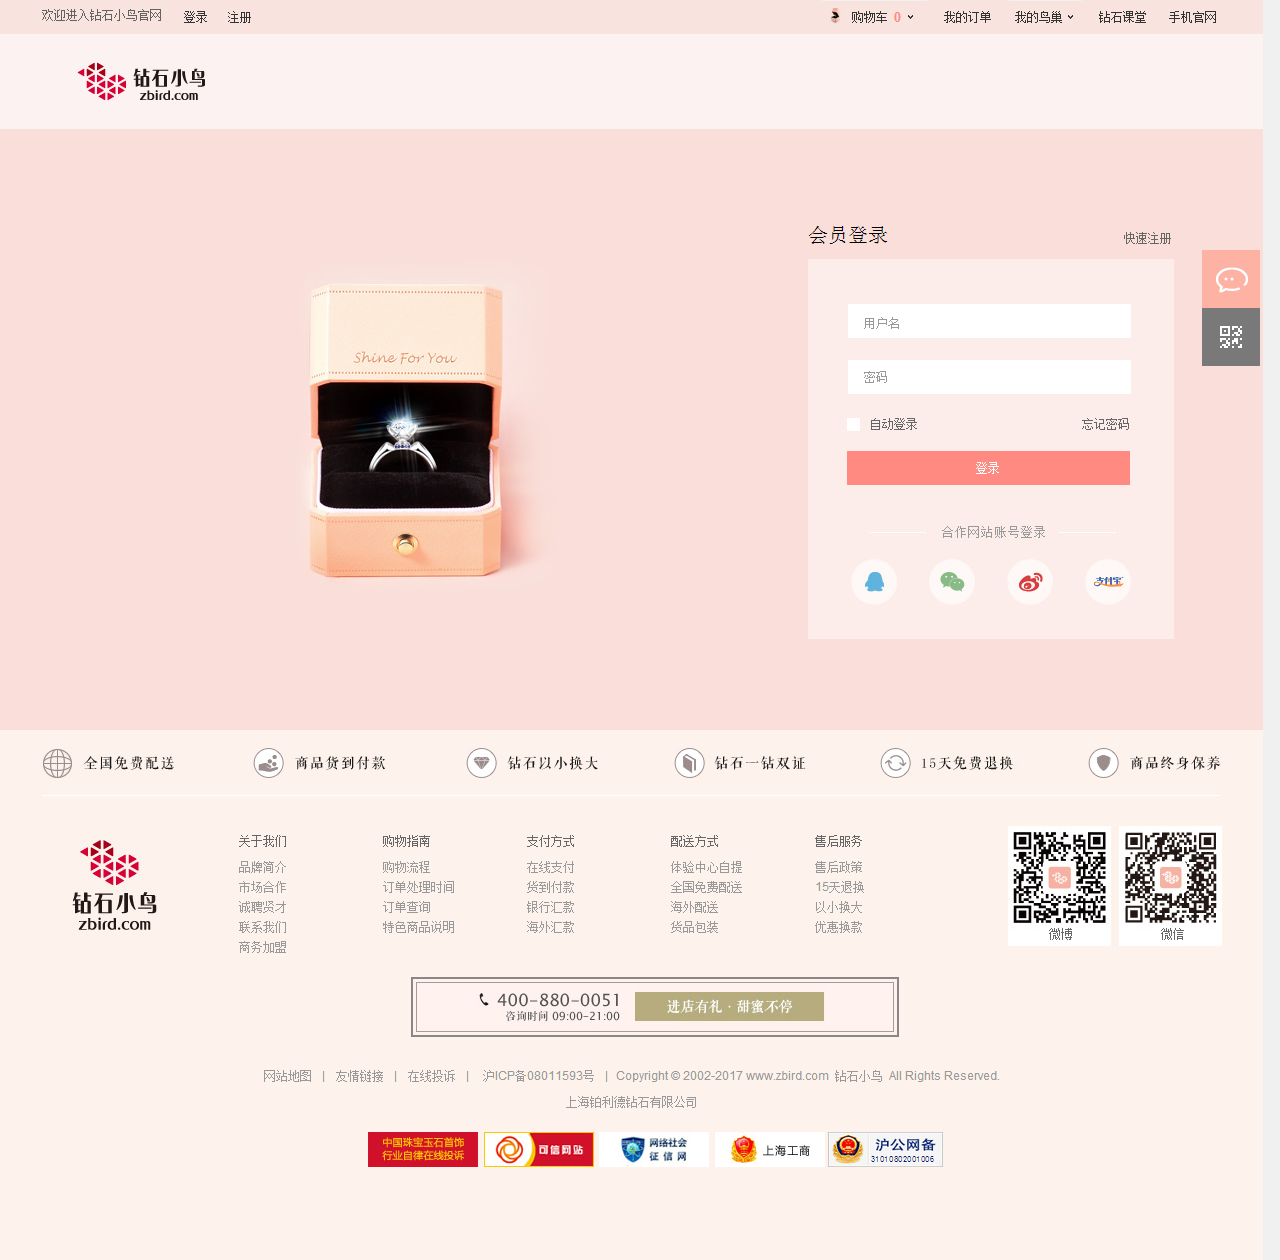 欢迎进入钻石小鸟官网 登录 注册 购物车 0 我的订单 我的鸟巢 钻石课堂 手机官网
钻石小鸟
zbird.com
会员登录 快速注册
用户名
Shine For You
密码
自动登录 忘记密码
登录
合作网站账号登录
支付宝
全国免费配送 商品货到付款 钻石以小换大 钻石一钻双证 15天免费退换 商品终身保养
关于我们 购物指南 支付方式 配送方式 售后服务
品牌简介 购物流程 在线支付 体验中心自提 售后政策
市场合作 订单处理时间 货到付款 全国免费配送 15天退换
诚聘贤才 订单查询 银行汇款 海外配送 以小换大
联系我们 特色商品说明 海外汇款 货品包装 优惠换款
商务加盟
钻石小鸟
zbird.com
微博 微信
400-880-0051
咨询时间 09:00-21:00
进店有礼·甜蜜不停
网站地图 | 友情链接 | 在线投诉 | 沪ICP备08011593号 | Copyright © 2002-2017 www.zbird.com 钻石小鸟 All Rights Reserved.
上海铂利德钻石有限公司
中国珠宝玉石首饰
行业自律在线投诉
可信网站
网络社会
征信网
上海工商
沪公网备
31010802001006